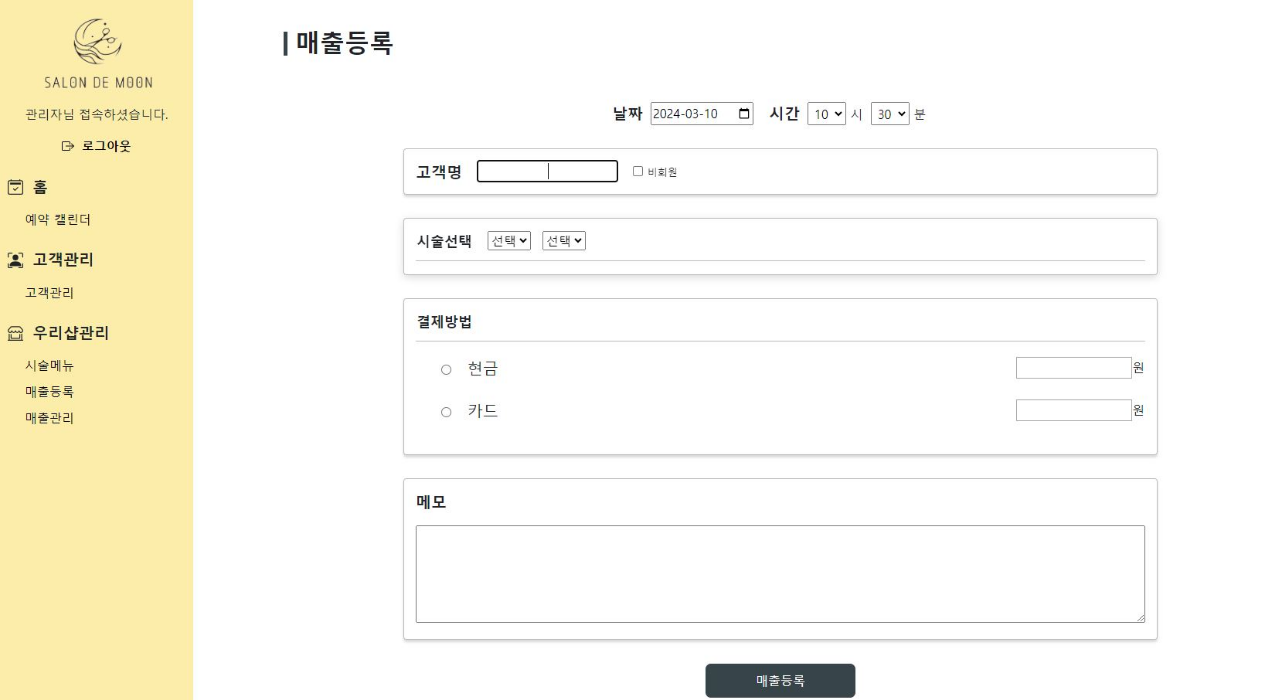 SALON DE MOON
관리자님 접속하셨습니다.
로그아웃
홈
예약 캘린더
고객관리
고객관리
우리샵관리
시술메뉴
매출등록
매출관리
매출등록
날짜 2024-03-10 시간 10 시 30 분
고객명 비회원
시술선택 선택 선택
결제방법
현금 원
카드 원
메모
매출등록